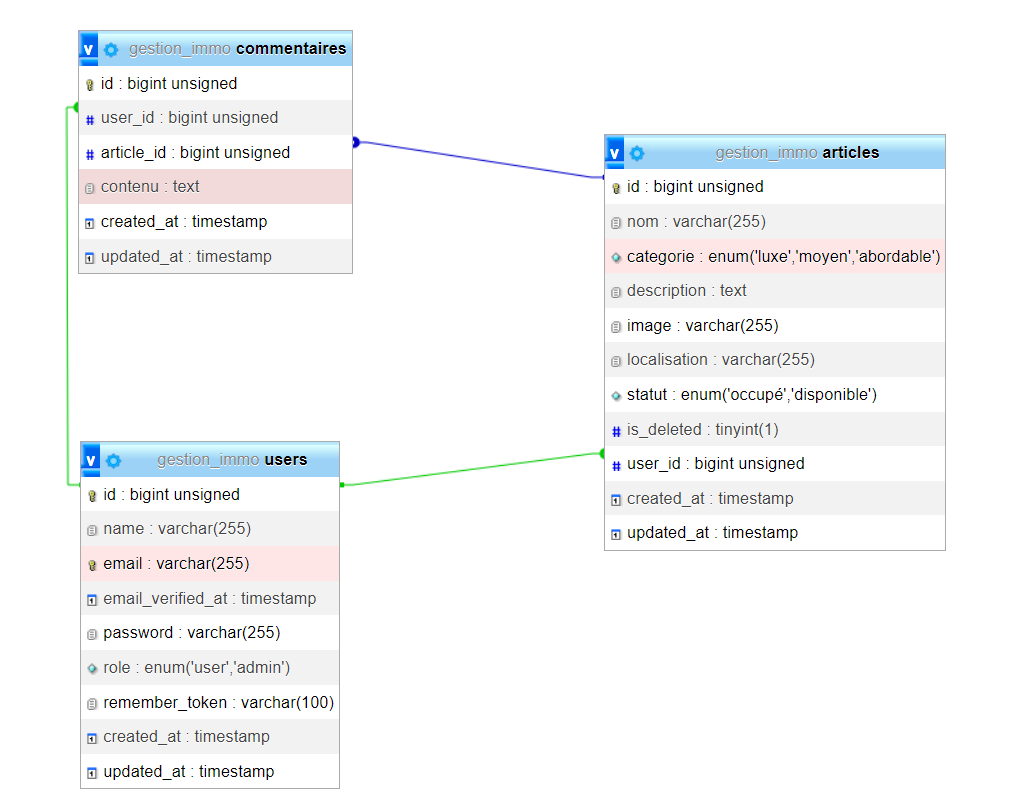 v gestion_immo commentaires
id : bigint unsigned
# user_id : bigint unsigned
# article_id : bigint unsigned
contenu : text
created_at : timestamp
updated_at : timestamp
v gestion_immo articles
id : bigint unsigned
nom : varchar(255)
categorie : enum('luxe','moyen','abordable')
description : text
image : varchar(255)
localisation : varchar(255)
statut : enum('occupé','disponible')
# is_deleted : tinyint(1)
# user_id : bigint unsigned
created_at : timestamp
updated_at : timestamp
v gestion_immo users
id : bigint unsigned
name : varchar(255)
email : varchar(255)
email_verified_at : timestamp
password : varchar(255)
role : enum('user','admin')
remember_token : varchar(100)
created_at : timestamp
updated_at : timestamp